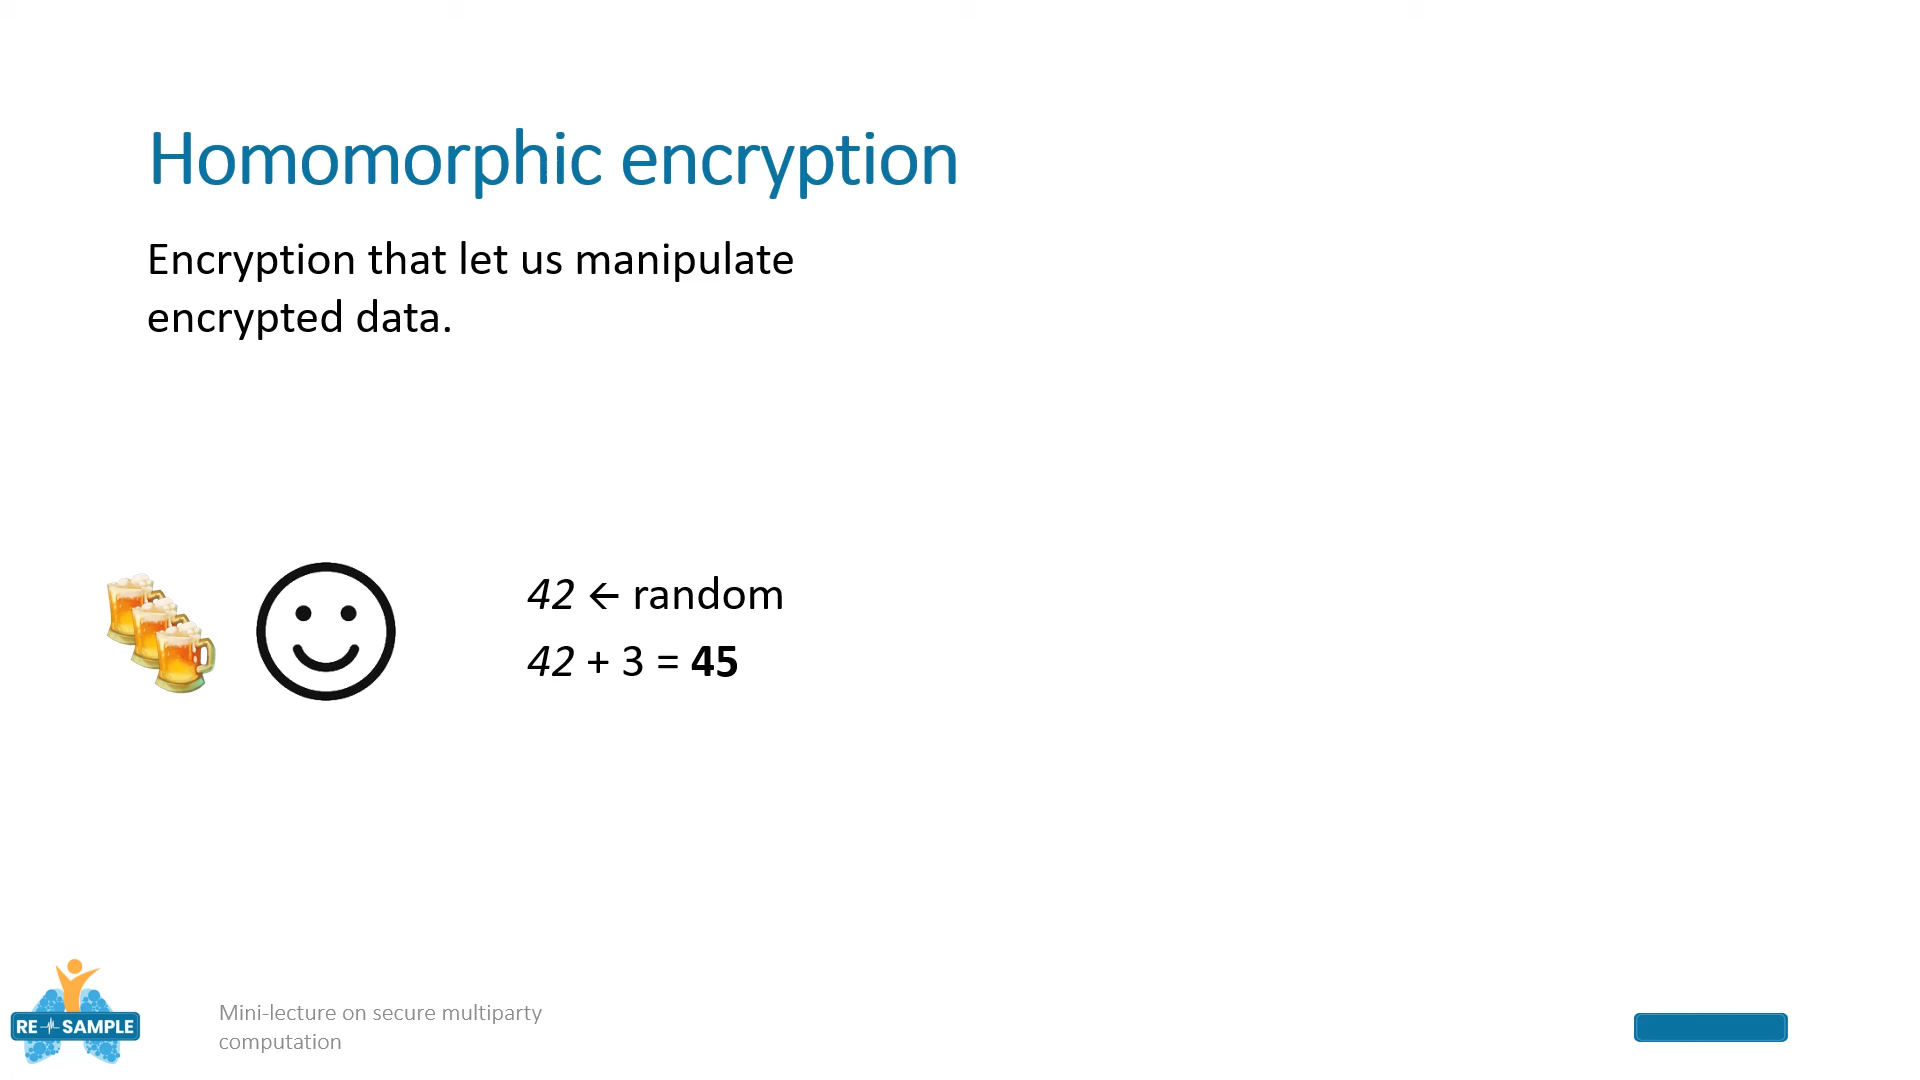 Homomorphic encryption
Encryption that let us manipulate
encrypted data.
42 ← random
42 + 3 = 45
RE SAMPLE
Mini-lecture on secure multiparty
computation